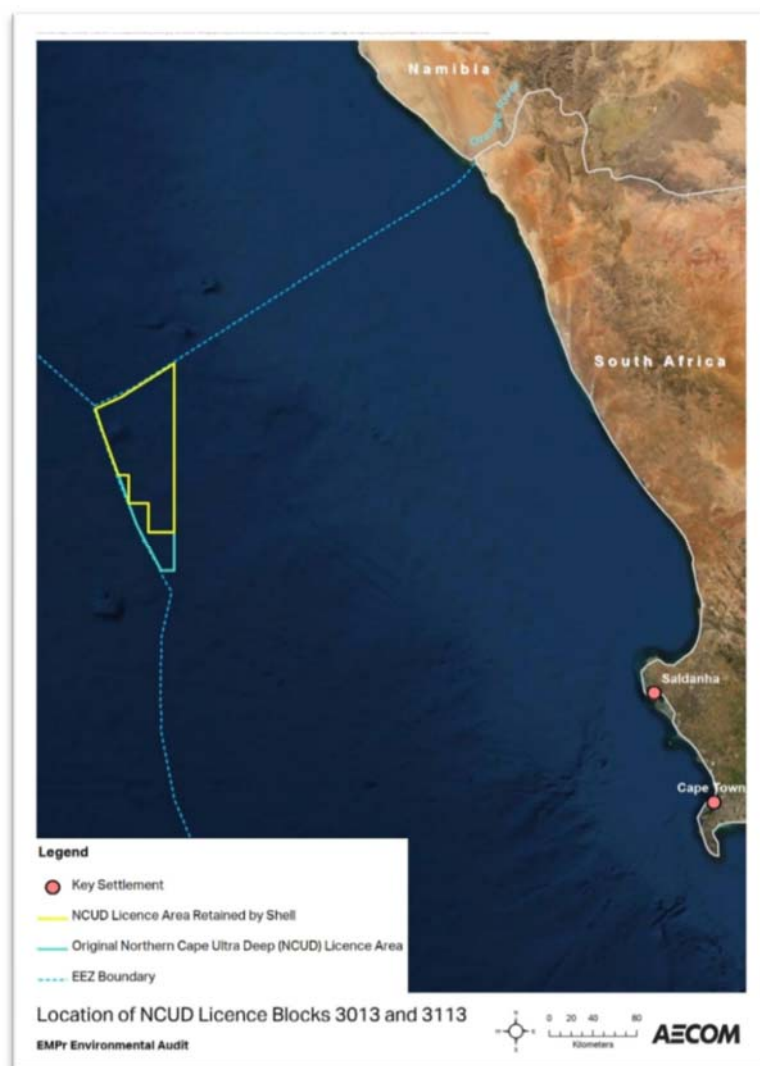 Namibia
Orange River
South Africa
Saldanha
Cape Town
Legend
Key Settlement
NCUD Licence Area Retained by Shell
Original Northern Cape Ultra Deep (NCUD) Licence Area
EEZ Boundary
Location of NCUD Licence Blocks 3013 and 3113
EMPr Environmental Audit
0 20 40 80
Kilometers
AECOM